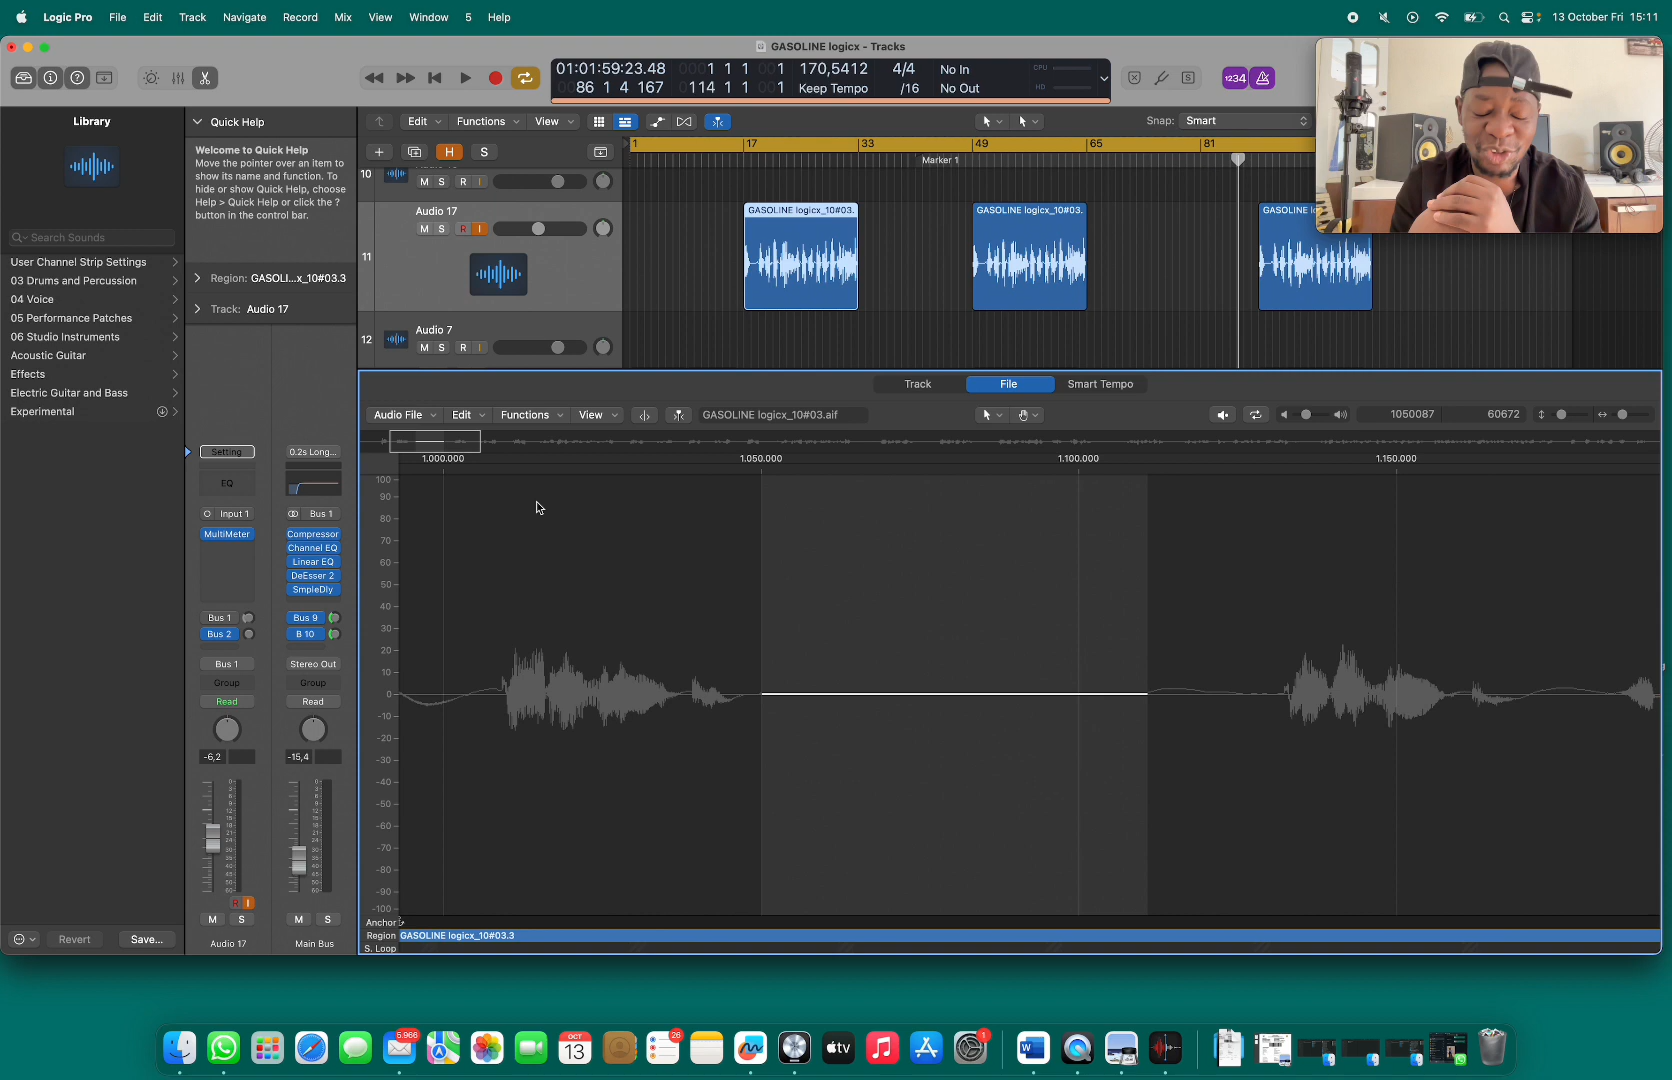 Logic Pro File Edit Track Navigate Record Mix View Window 5 Help 13 October Fri 15:11
GASOLINE logicx - Tracks
01:01:59:23.48 0001 1 1 001 170,5412 4/4 No In CPU
0086 1 4 167 0114 1 1 001 Keep Tempo /16 No Out HD
S 1234
Library
Search Sounds
User Channel Strip Settings
03 Drums and Percussion
04 Voice
05 Performance Patches
06 Studio Instruments
Acoustic Guitar
Effects
Electric Guitar and Bass
Experimental
Revert Save...
Quick Help
Welcome to Quick Help
Move the pointer over an item to
show its name and function. To
hide or show Quick Help, choose
Help > Quick Help or click the ?
button in the control bar.
Region: GASOLI...x_10#03.3
Track: Audio 17
Setting 0.2s Long...
EQ
Input 1 Bus 1
MultiMeter Compressor
Channel EQ
Linear EQ
DeEsser 2
SmpleDly
Bus 1 Bus 9
Bus 2 B 10
Bus 1 Stereo Out
Group Group
Read Read
-6,2 -15,4
R I
M S M S
Audio 17 Main Bus
Edit Functions View Snap: Smart
H S
1 17 33 49 65 81
Marker 1
10 M S R I
Audio 17
11 M S R I
GASOLINE logicx_10#03. GASOLINE logicx_10#03. GASOLINE l
Audio 7
12 M S R I
Track File Smart Tempo
Audio File Edit Functions View GASOLINE logicx_10#03.aif 1050087 60672
1.000.000 1.050.000 1.100.000 1.150.000
100
90
80
70
60
50
40
30
20
10
0
-10
-20
-30
-40
-50
-60
-70
-80
-90
-100
Anchor
Region GASOLINE logicx_10#03.3
S. Loop
5,966 OCT 13 26 tv 1 W